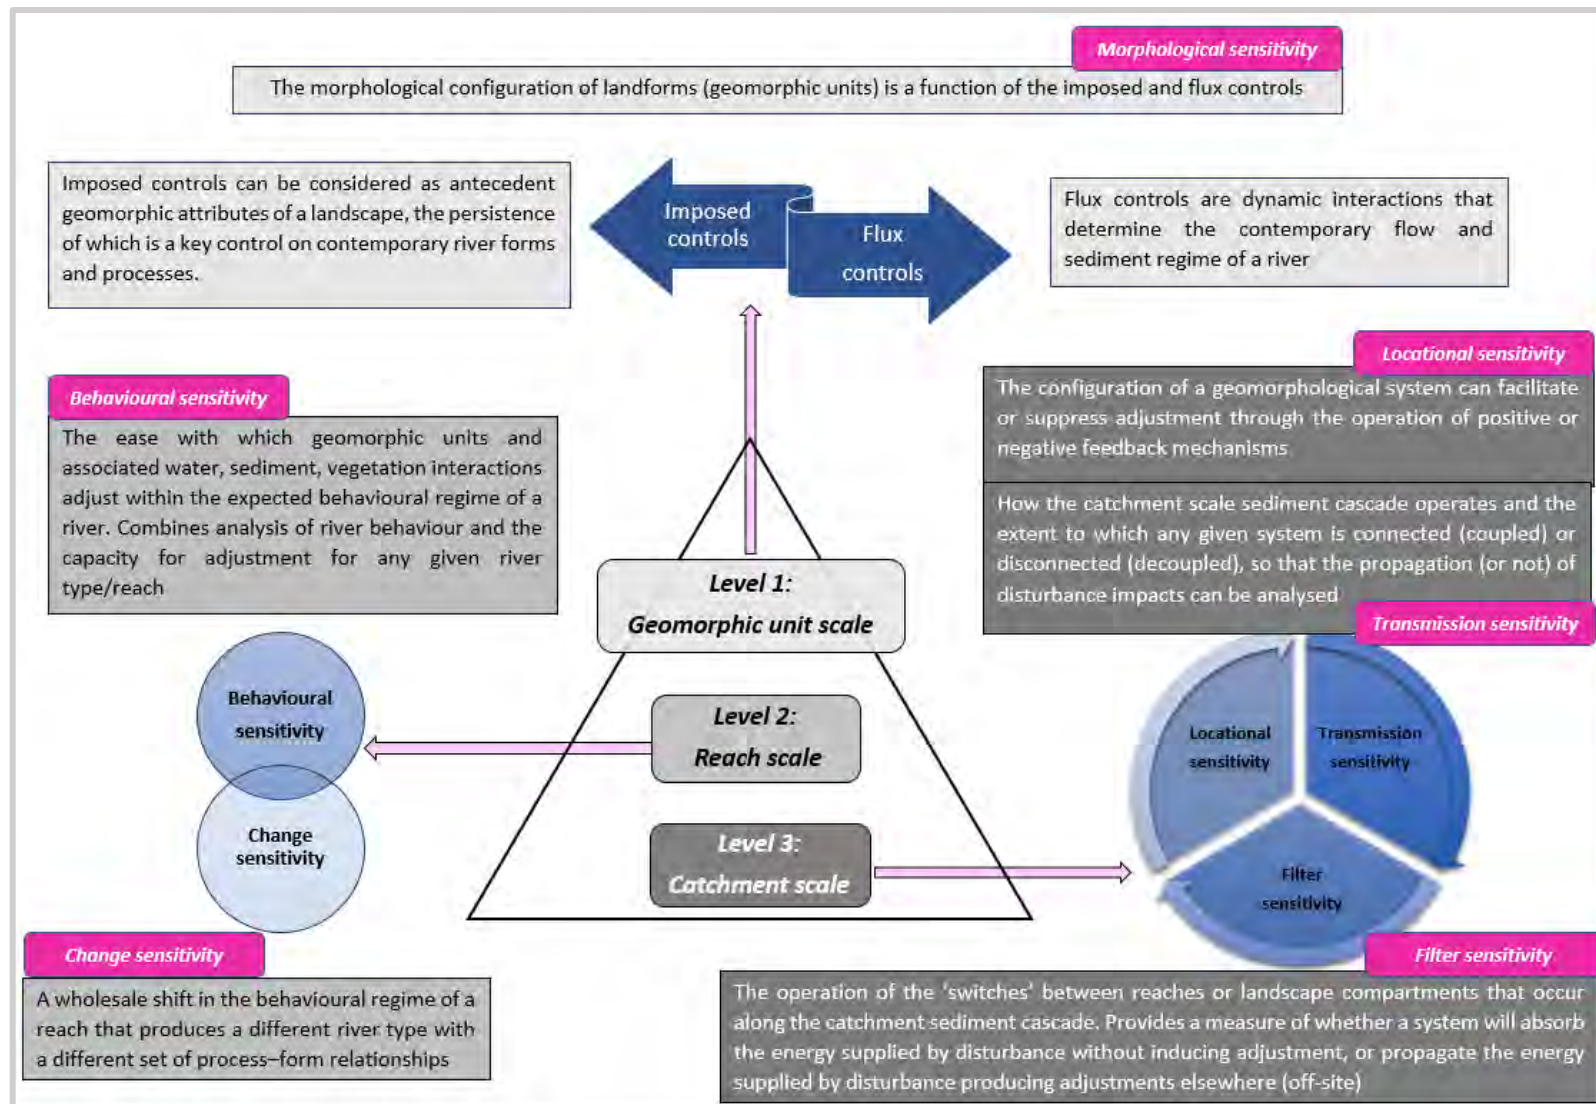 Morphological sensitivity
The morphological configuration of landforms (geomorphic units) is a function of the imposed and flux controls
Imposed controls can be considered as antecedent
geomorphic attributes of a landscape, the persistence
of which is a key control on contemporary river forms
and processes.
Imposed
controls
Flux
controls
Flux controls are dynamic interactions that
determine the contemporary flow and
sediment regime of a river
Behavioural sensitivity
The ease with which geomorphic units and
associated water, sediment, vegetation interactions
adjust within the expected behavioural regime of a
river. Combines analysis of river behaviour and the
capacity for adjustment for any given river
type/reach
Locational sensitivity
The configuration of a geomorphological system can facilitate
or suppress adjustment through the operation of positive or
negative feedback mechanisms
How the catchment scale sediment cascade operates and the
extent to which any given system is connected (coupled) or
disconnected (decoupled), so that the propagation (or not) of
disturbance impacts can be analysed
Transmission sensitivity
Level 1:
Geomorphic unit scale
Level 2:
Reach scale
Level 3:
Catchment scale
Behavioural
sensitivity
Change
sensitivity
Locational
sensitivity
Transmission
sensitivity
Filter
sensitivity
Change sensitivity
A wholesale shift in the behavioural regime of a
reach that produces a different river type with
a different set of process–form relationships
Filter sensitivity
The operation of the ‘switches’ between reaches or landscape compartments that occur
along the catchment sediment cascade. Provides a measure of whether a system will absorb
the energy supplied by disturbance without inducing adjustment, or propagate the energy
supplied by disturbance producing adjustments elsewhere (off-site)